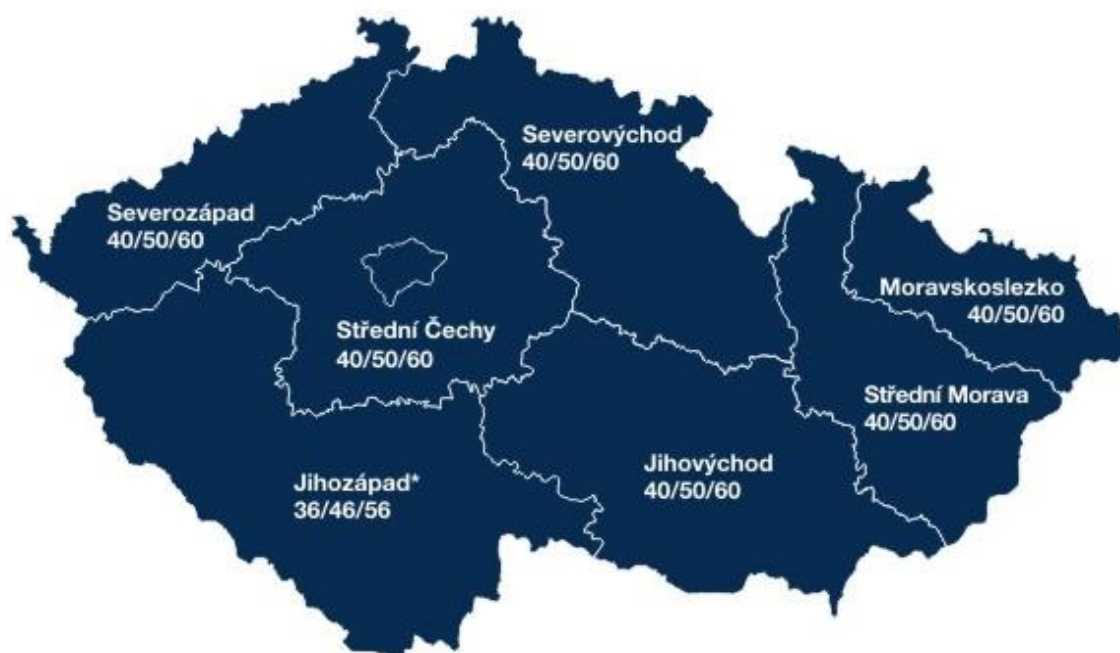 Severovýchod
40/50/60
Severozápad
40/50/60
Moravskoslezko
40/50/60
Střední Čechy
40/50/60
Střední Morava
40/50/60
Jihovýchod
40/50/60
Jihozápad*
36/46/56